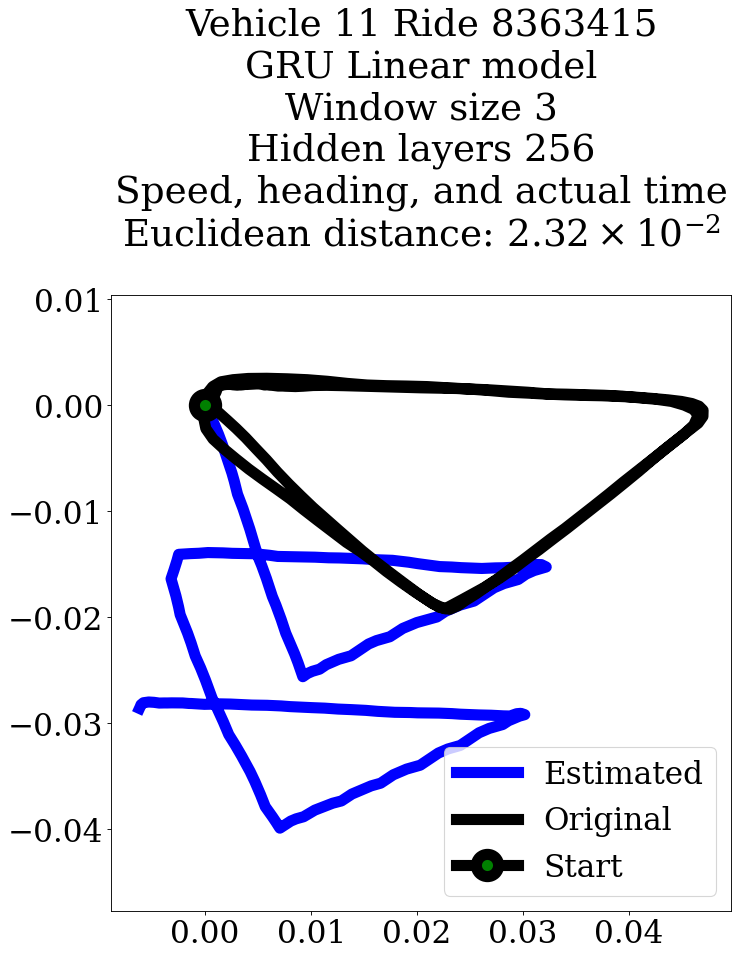 Vehicle 11 Ride 8363415
GRU Linear model
Window size 3
Hidden layers 256
Speed, heading, and actual time
Euclidean distance: 2.32 × 10⁻²
0.01
0.00
−0.01
−0.02
−0.03
−0.04
Estimated
Original
Start
0.00 0.01 0.02 0.03 0.04